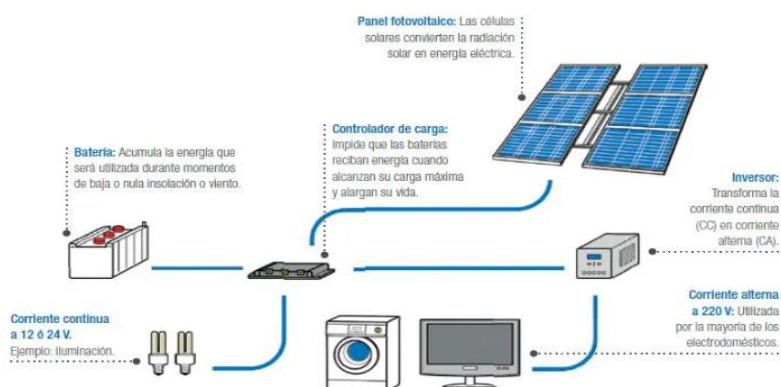 Panel fotovoltaico: Las células
solares convierten la radiación
solar en energía eléctrica.
Controlador de carga:
Impide que las baterías
reciban energía cuando
alcanzan su carga máxima
y alargan su vida.
Batería: Acumula la energía que
será utilizada durante momentos
de baja o nula insolación o viento.
Inversor:
Transforma la
corriente continua
(CC) en corriente
alterna (CA).
Corriente continua
a 12 ó 24 V.
Ejemplo: Iluminación.
Corriente alterna
a 220 V: Utilizada
por la mayoría de los
electrodomésticos.